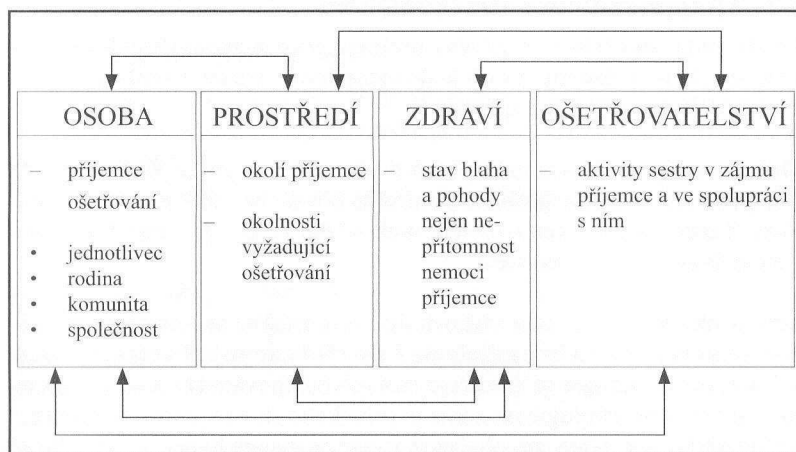 OSOBA
– příjemce
ošetřování
• jednotlivec
• rodina
• komunita
• společnost
PROSTŘEDÍ
– okolí příjemce
– okolnosti
vyžadující
ošetřování
ZDRAVÍ
– stav blaha
a pohody
nejen ne-
přítomnost
nemoci
příjemce
OŠETŘOVATELSTVÍ
– aktivity sestry v zájmu
příjemce a ve spolupráci
s ním